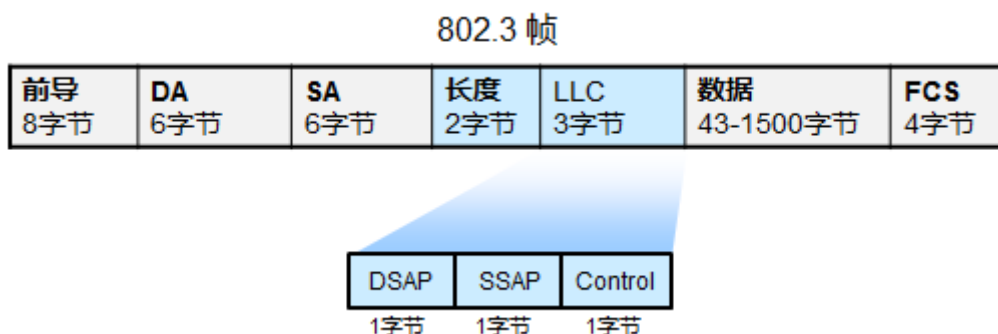 802.3 帧
前导 DA SA 长度 LLC 数据 FCS
8字节 6字节 6字节 2字节 3字节 43-1500字节 4字节
DSAP SSAP Control
1字节 1字节 1字节